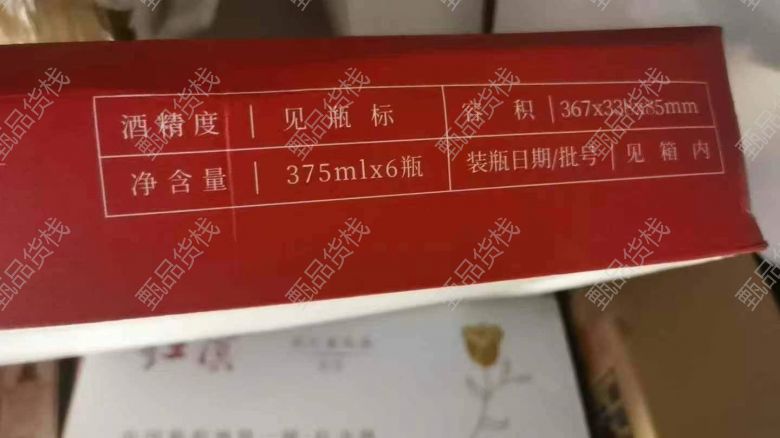 酒精度 见瓶标 容积 367x33
净含量 375mlx6瓶 装瓶日期/批号 见箱内
甄品货栈